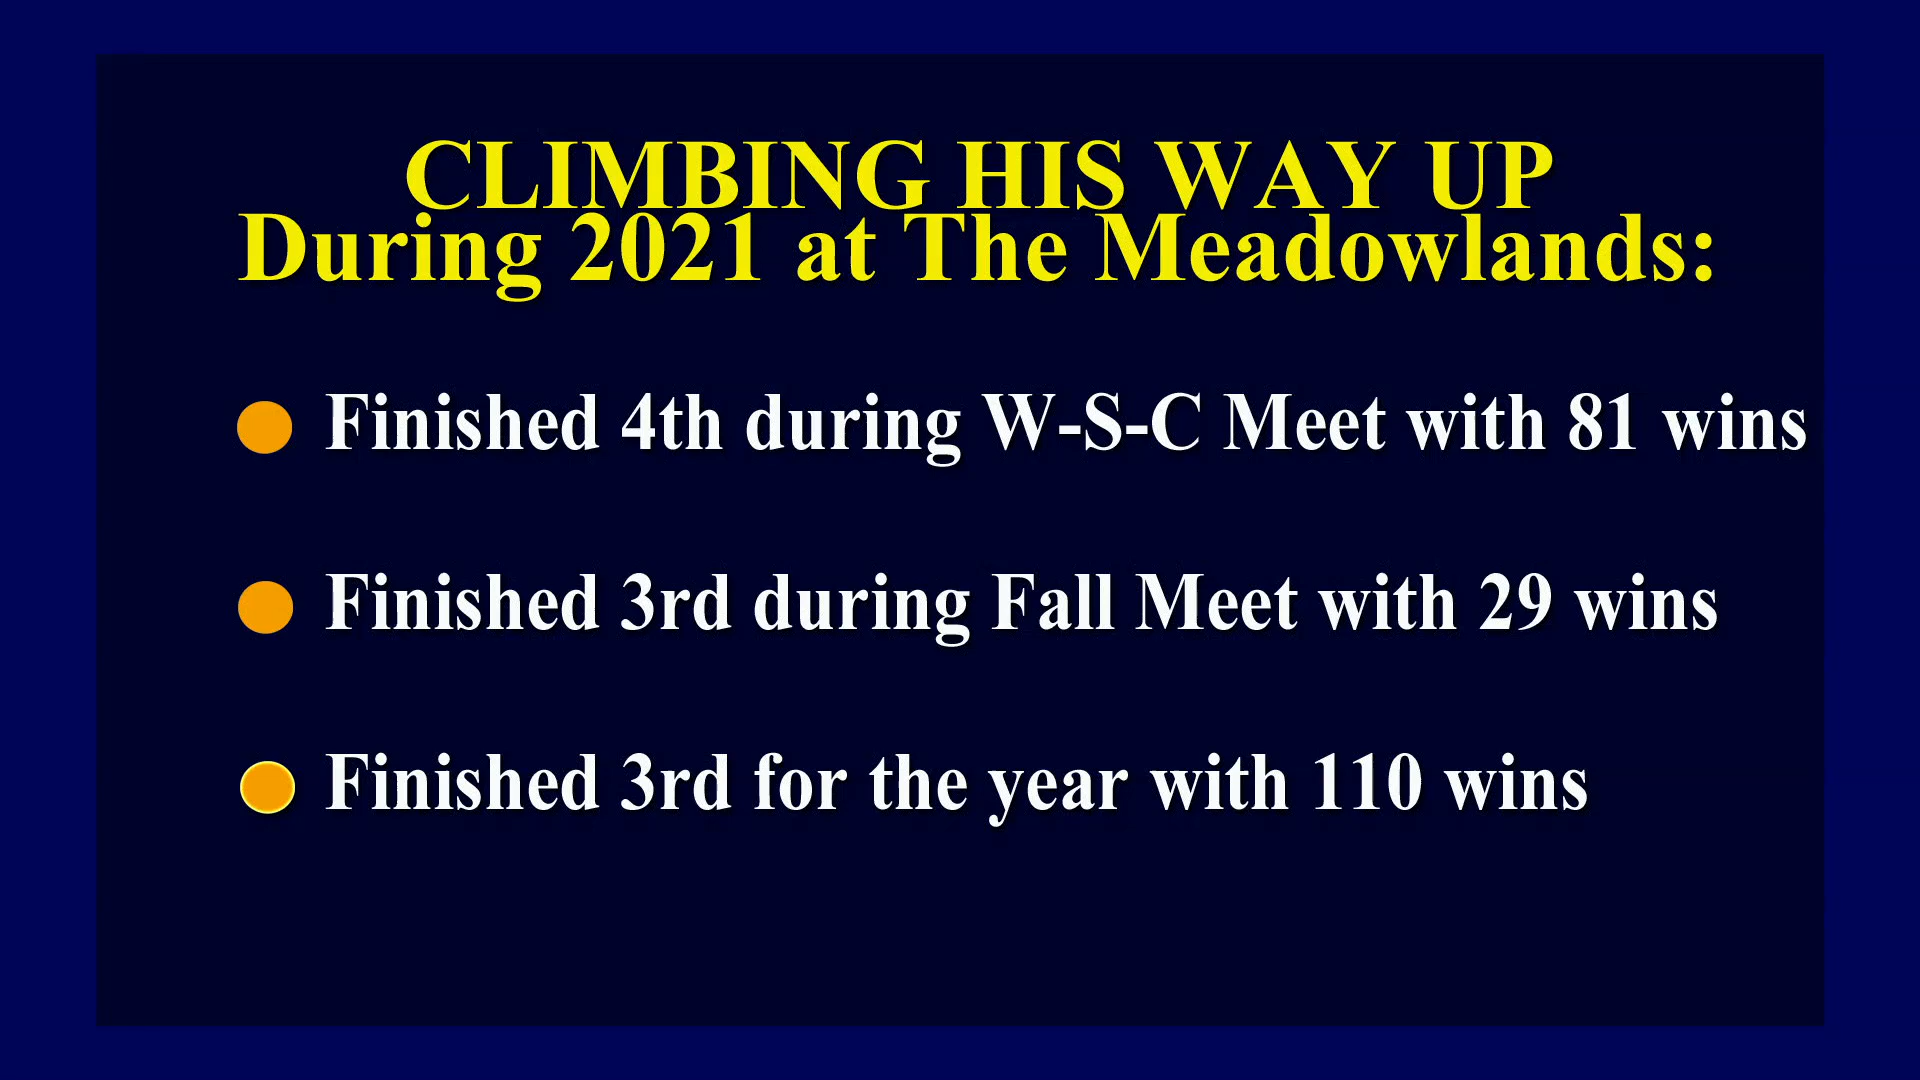 CLIMBING HIS WAY UP
During 2021 at The Meadowlands:
Finished 4th during W-S-C Meet with 81 wins
Finished 3rd during Fall Meet with 29 wins
Finished 3rd for the year with 110 wins